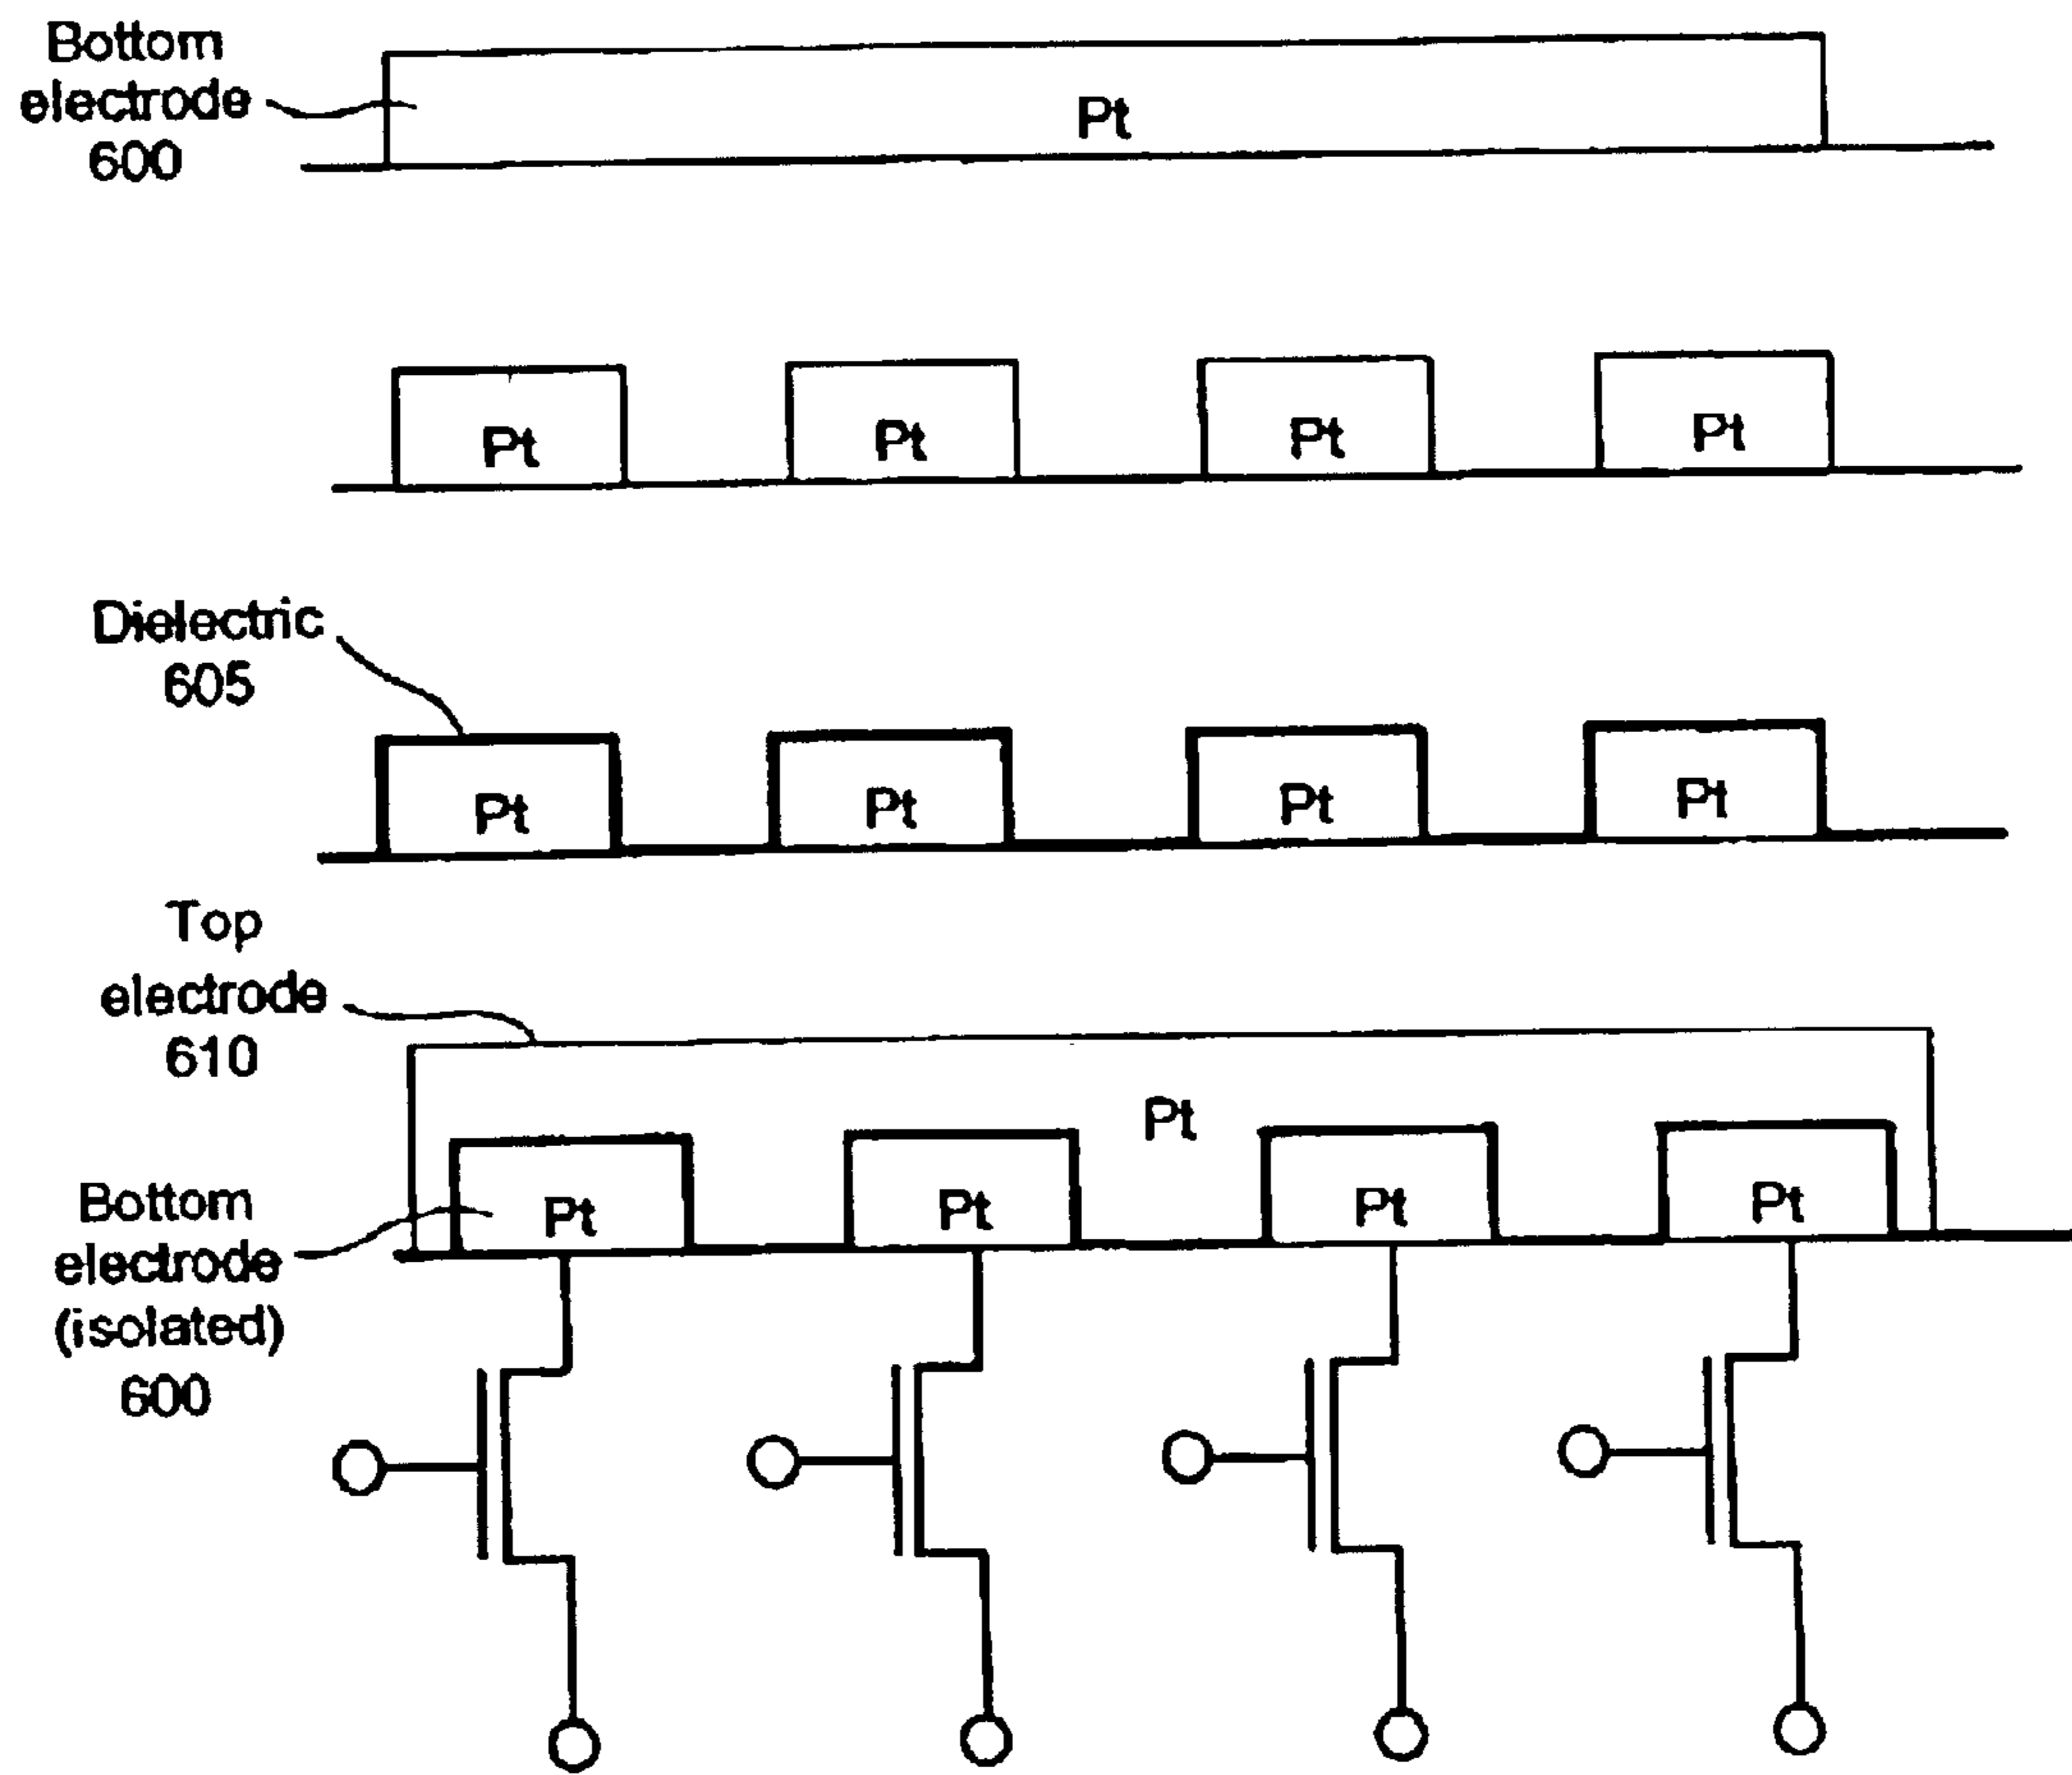 Bottom
electrode
600
Pt
Pt Pt Pt Pt
Dielectric
605
Pt Pt Pt Pt
Top
electrode
610
Pt
Bottom
electrode
(isolated)
600
Pt Pt Pt Pt